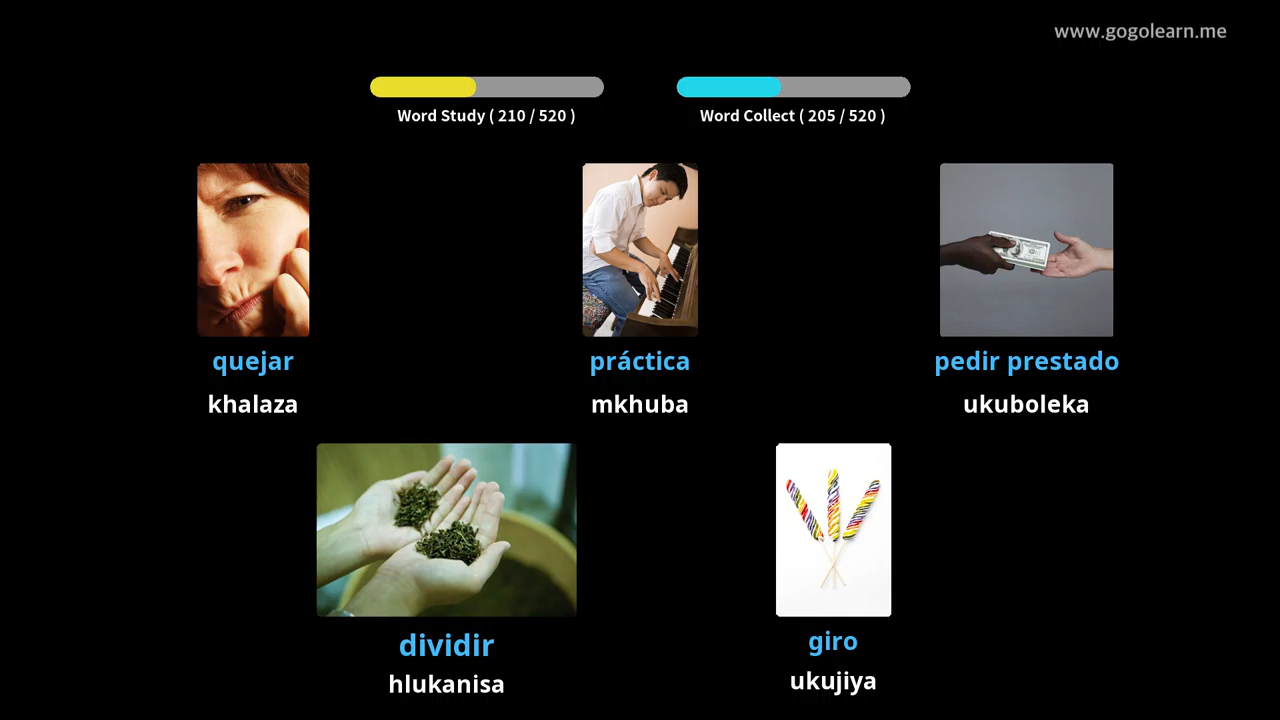 www.gogolearn.me
Word Study ( 210 / 520 )
Word Collect ( 205 / 520 )
quejar
khalaza
práctica
mkhuba
pedir prestado
ukuboleka
dividir
hlukanisa
giro
ukujiya